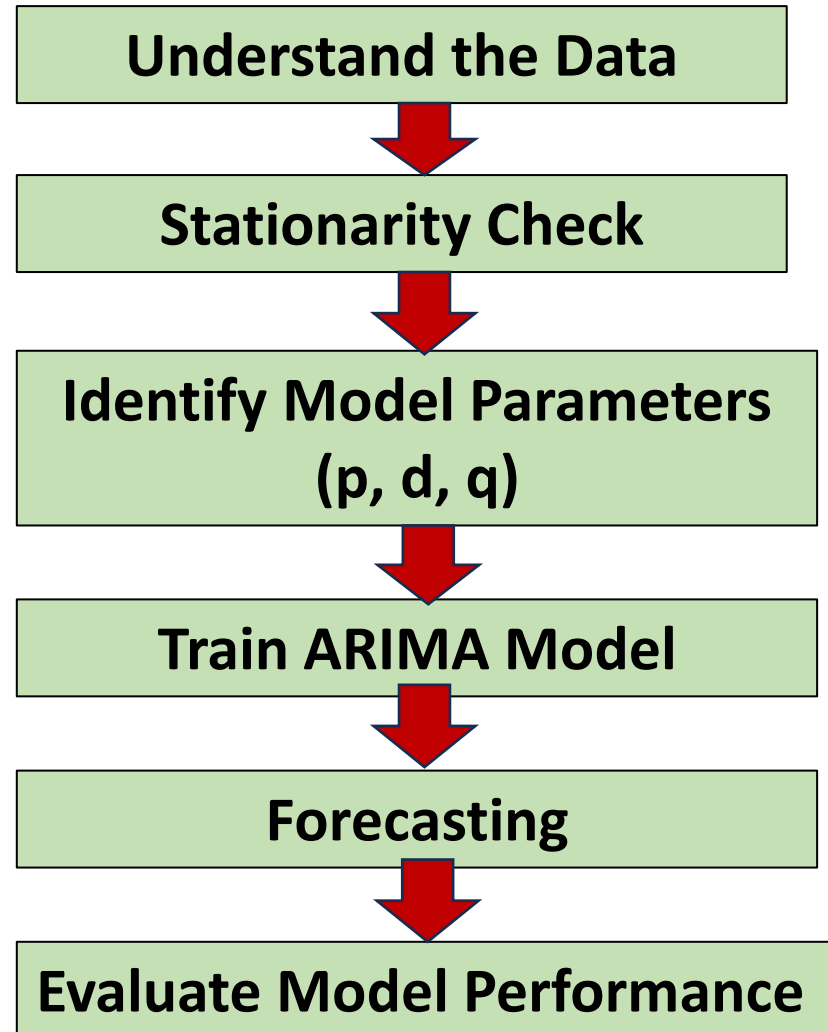 Understand the Data
Stationarity Check
Identify Model Parameters
(p, d, q)
Train ARIMA Model
Forecasting
Evaluate Model Performance